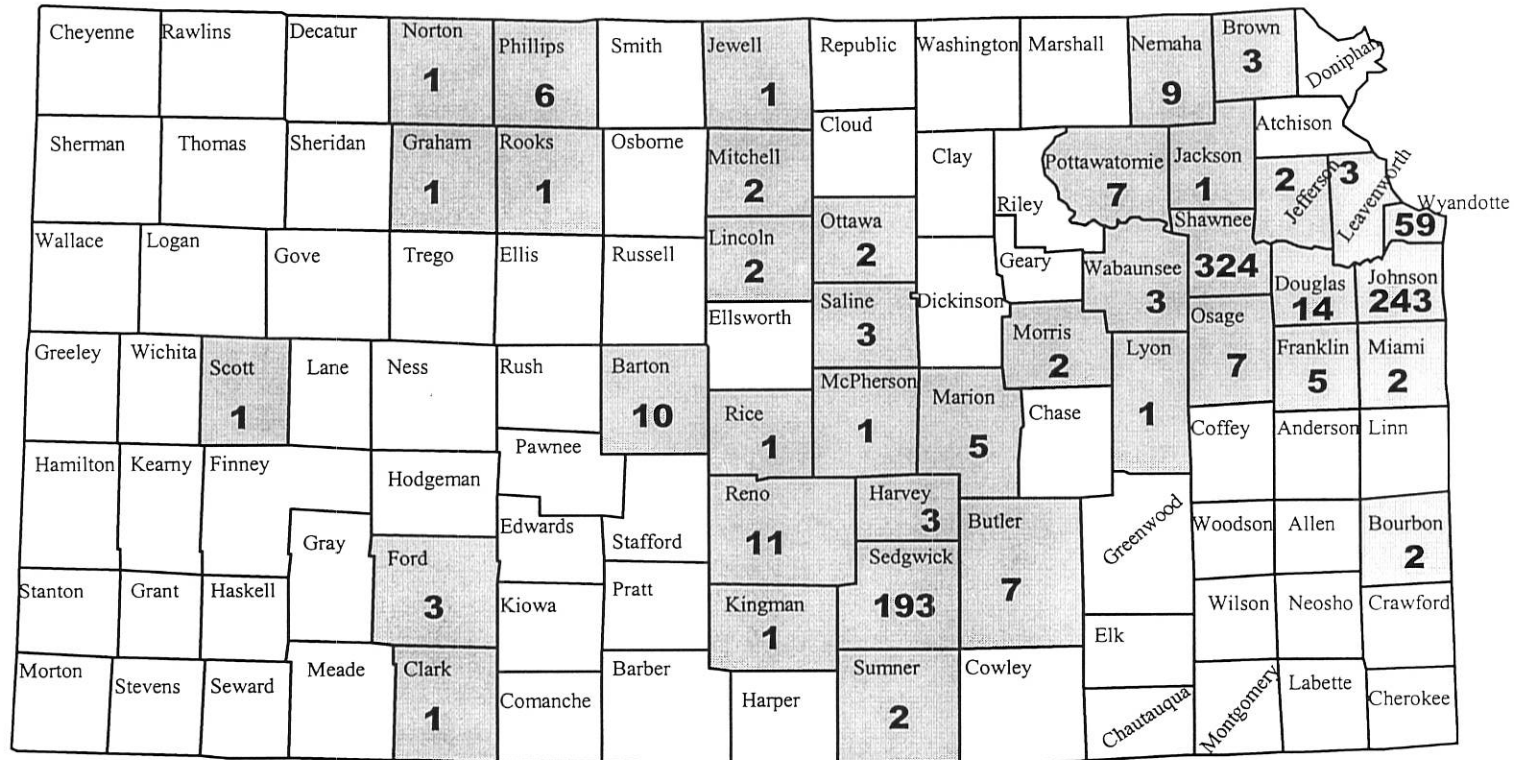 Cheyenne
Rawlins
Decatur
Norton
1
Phillips
6
Smith
Jewell
1
Republic
Washington
Marshall
Nemaha
9
Brown
3
Doniphan
Sherman
Thomas
Sheridan
Graham
1
Rooks
1
Osborne
Mitchell
2
Cloud
Clay
Riley
Pottawatomie
7
Jackson
1
Atchison
2
Jefferson
3
Leavenworth
Wyandotte
59
Wallace
Logan
Gove
Trego
Ellis
Russell
Lincoln
2
Ottawa
2
Geary
Wabaunsee
3
Shawnee
324
Douglas
14
Johnson
243
Ellsworth
Saline
3
Dickinson
Morris
2
Osage
7
Greeley
Wichita
Scott
1
Lane
Ness
Rush
Barton
10
Rice
1
McPherson
1
Marion
5
Chase
Lyon
1
Franklin
5
Miami
2
Coffey
Anderson
Linn
Hamilton
Kearny
Finney
Hodgeman
Pawnee
Edwards
Stafford
Reno
11
Harvey
3
Butler
7
Greenwood
Woodson
Allen
Bourbon
2
Gray
Ford
3
Sedgwick
193
Stanton
Grant
Haskell
Kiowa
Pratt
Kingman
1
Elk
Wilson
Neosho
Crawford
Morton
Stevens
Seward
Meade
Clark
1
Comanche
Barber
Harper
Sumner
2
Cowley
Chautauqua
Montgomery
Labette
Cherokee